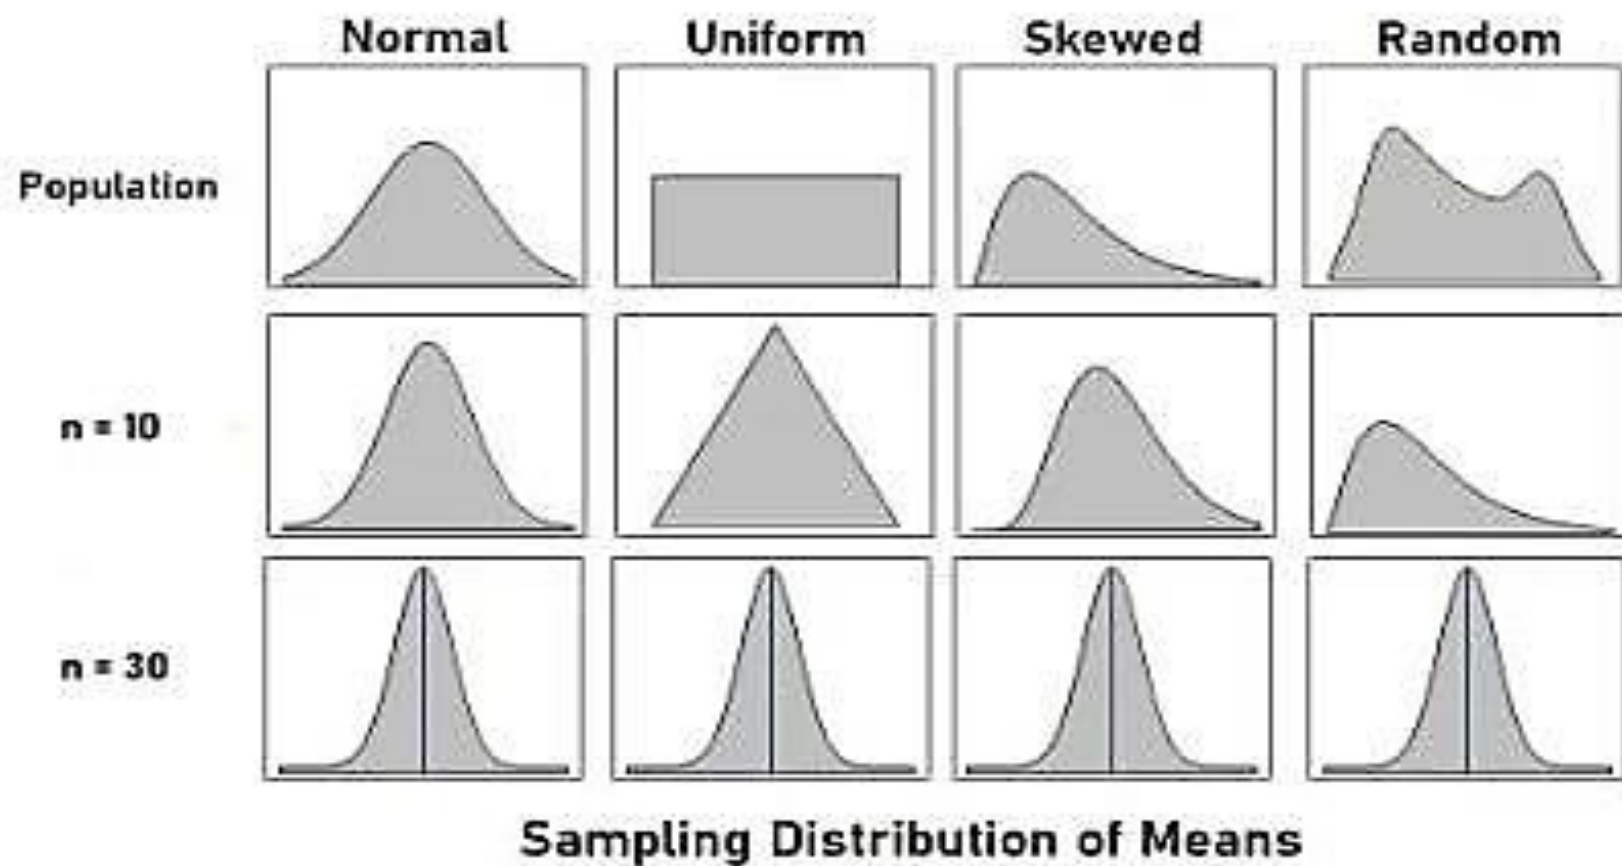 Normal Uniform Skewed Random
Population
n = 10
n = 30
Sampling Distribution of Means